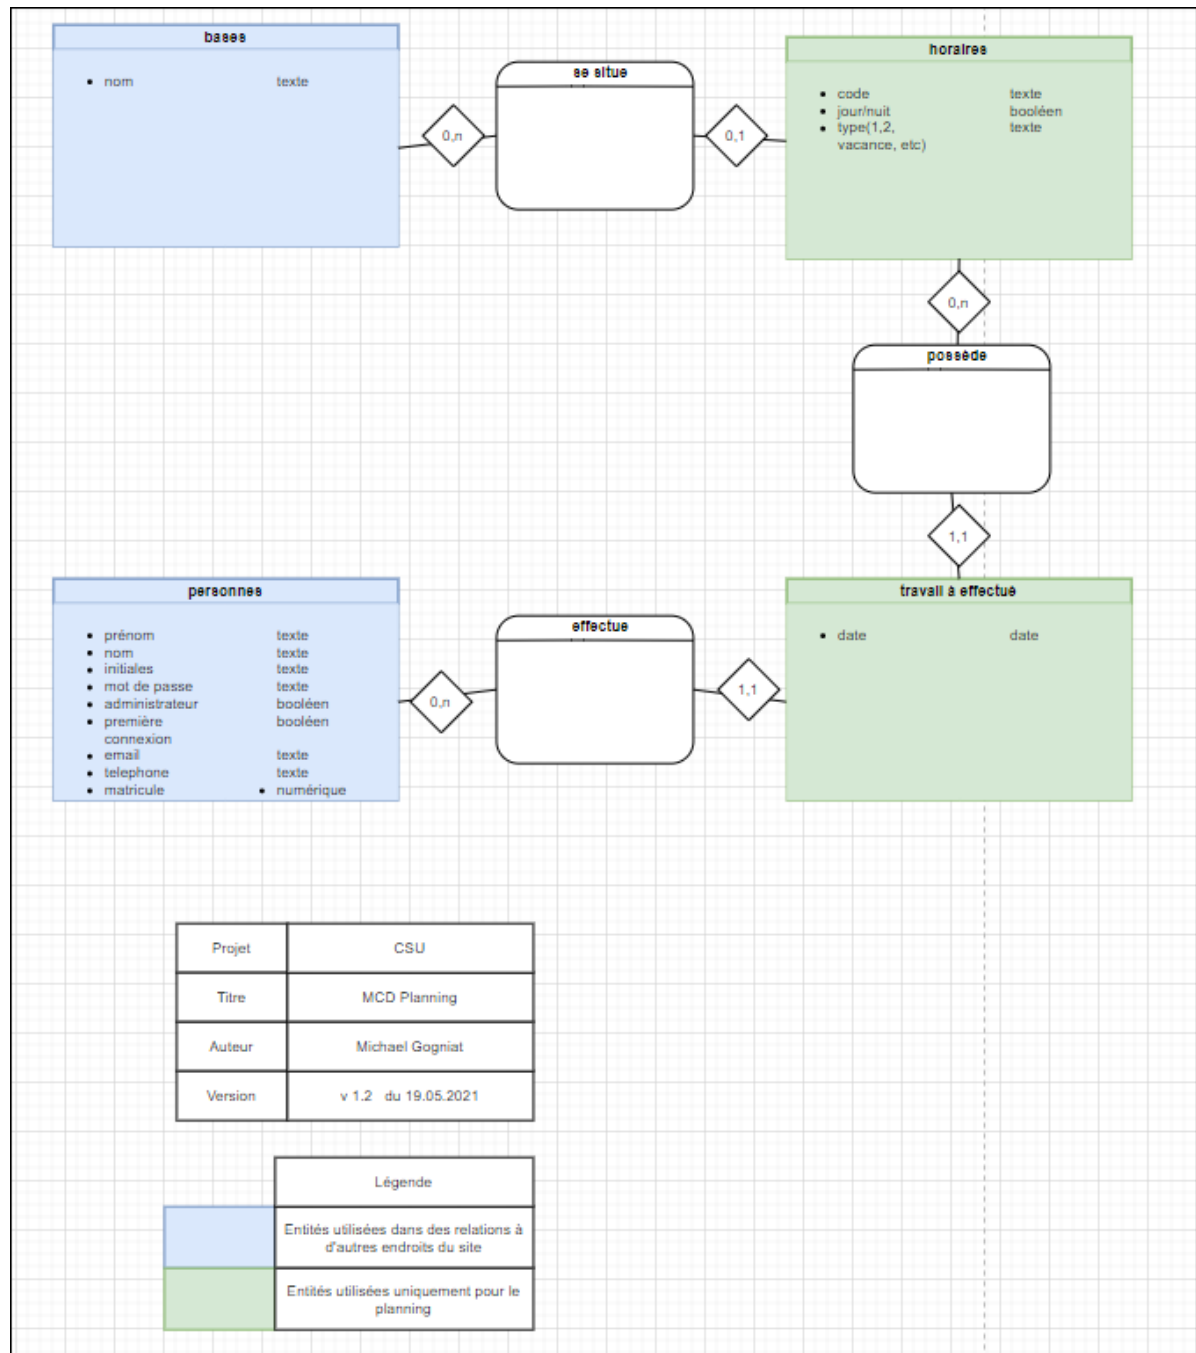 bases
nom texte
se situe
0,n
0,1
horaires
code texte
jour/nuit booléen
type(1,2, texte
vacance, etc)
0,n
possède
1,1
personnes
prénom texte
nom texte
initiales texte
mot de passe texte
administrateur booléen
première booléen
connexion
email texte
telephone texte
matricule numérique
0,n
effectue
1,1
travail à effectué
date date
Projet CSU
Titre MCD Planning
Auteur Michael Gogniat
Version v 1.2 du 19.05.2021
Légende
Entités utilisées dans des relations à
d'autres endroits du site
Entités utilisées uniquement pour le
planning